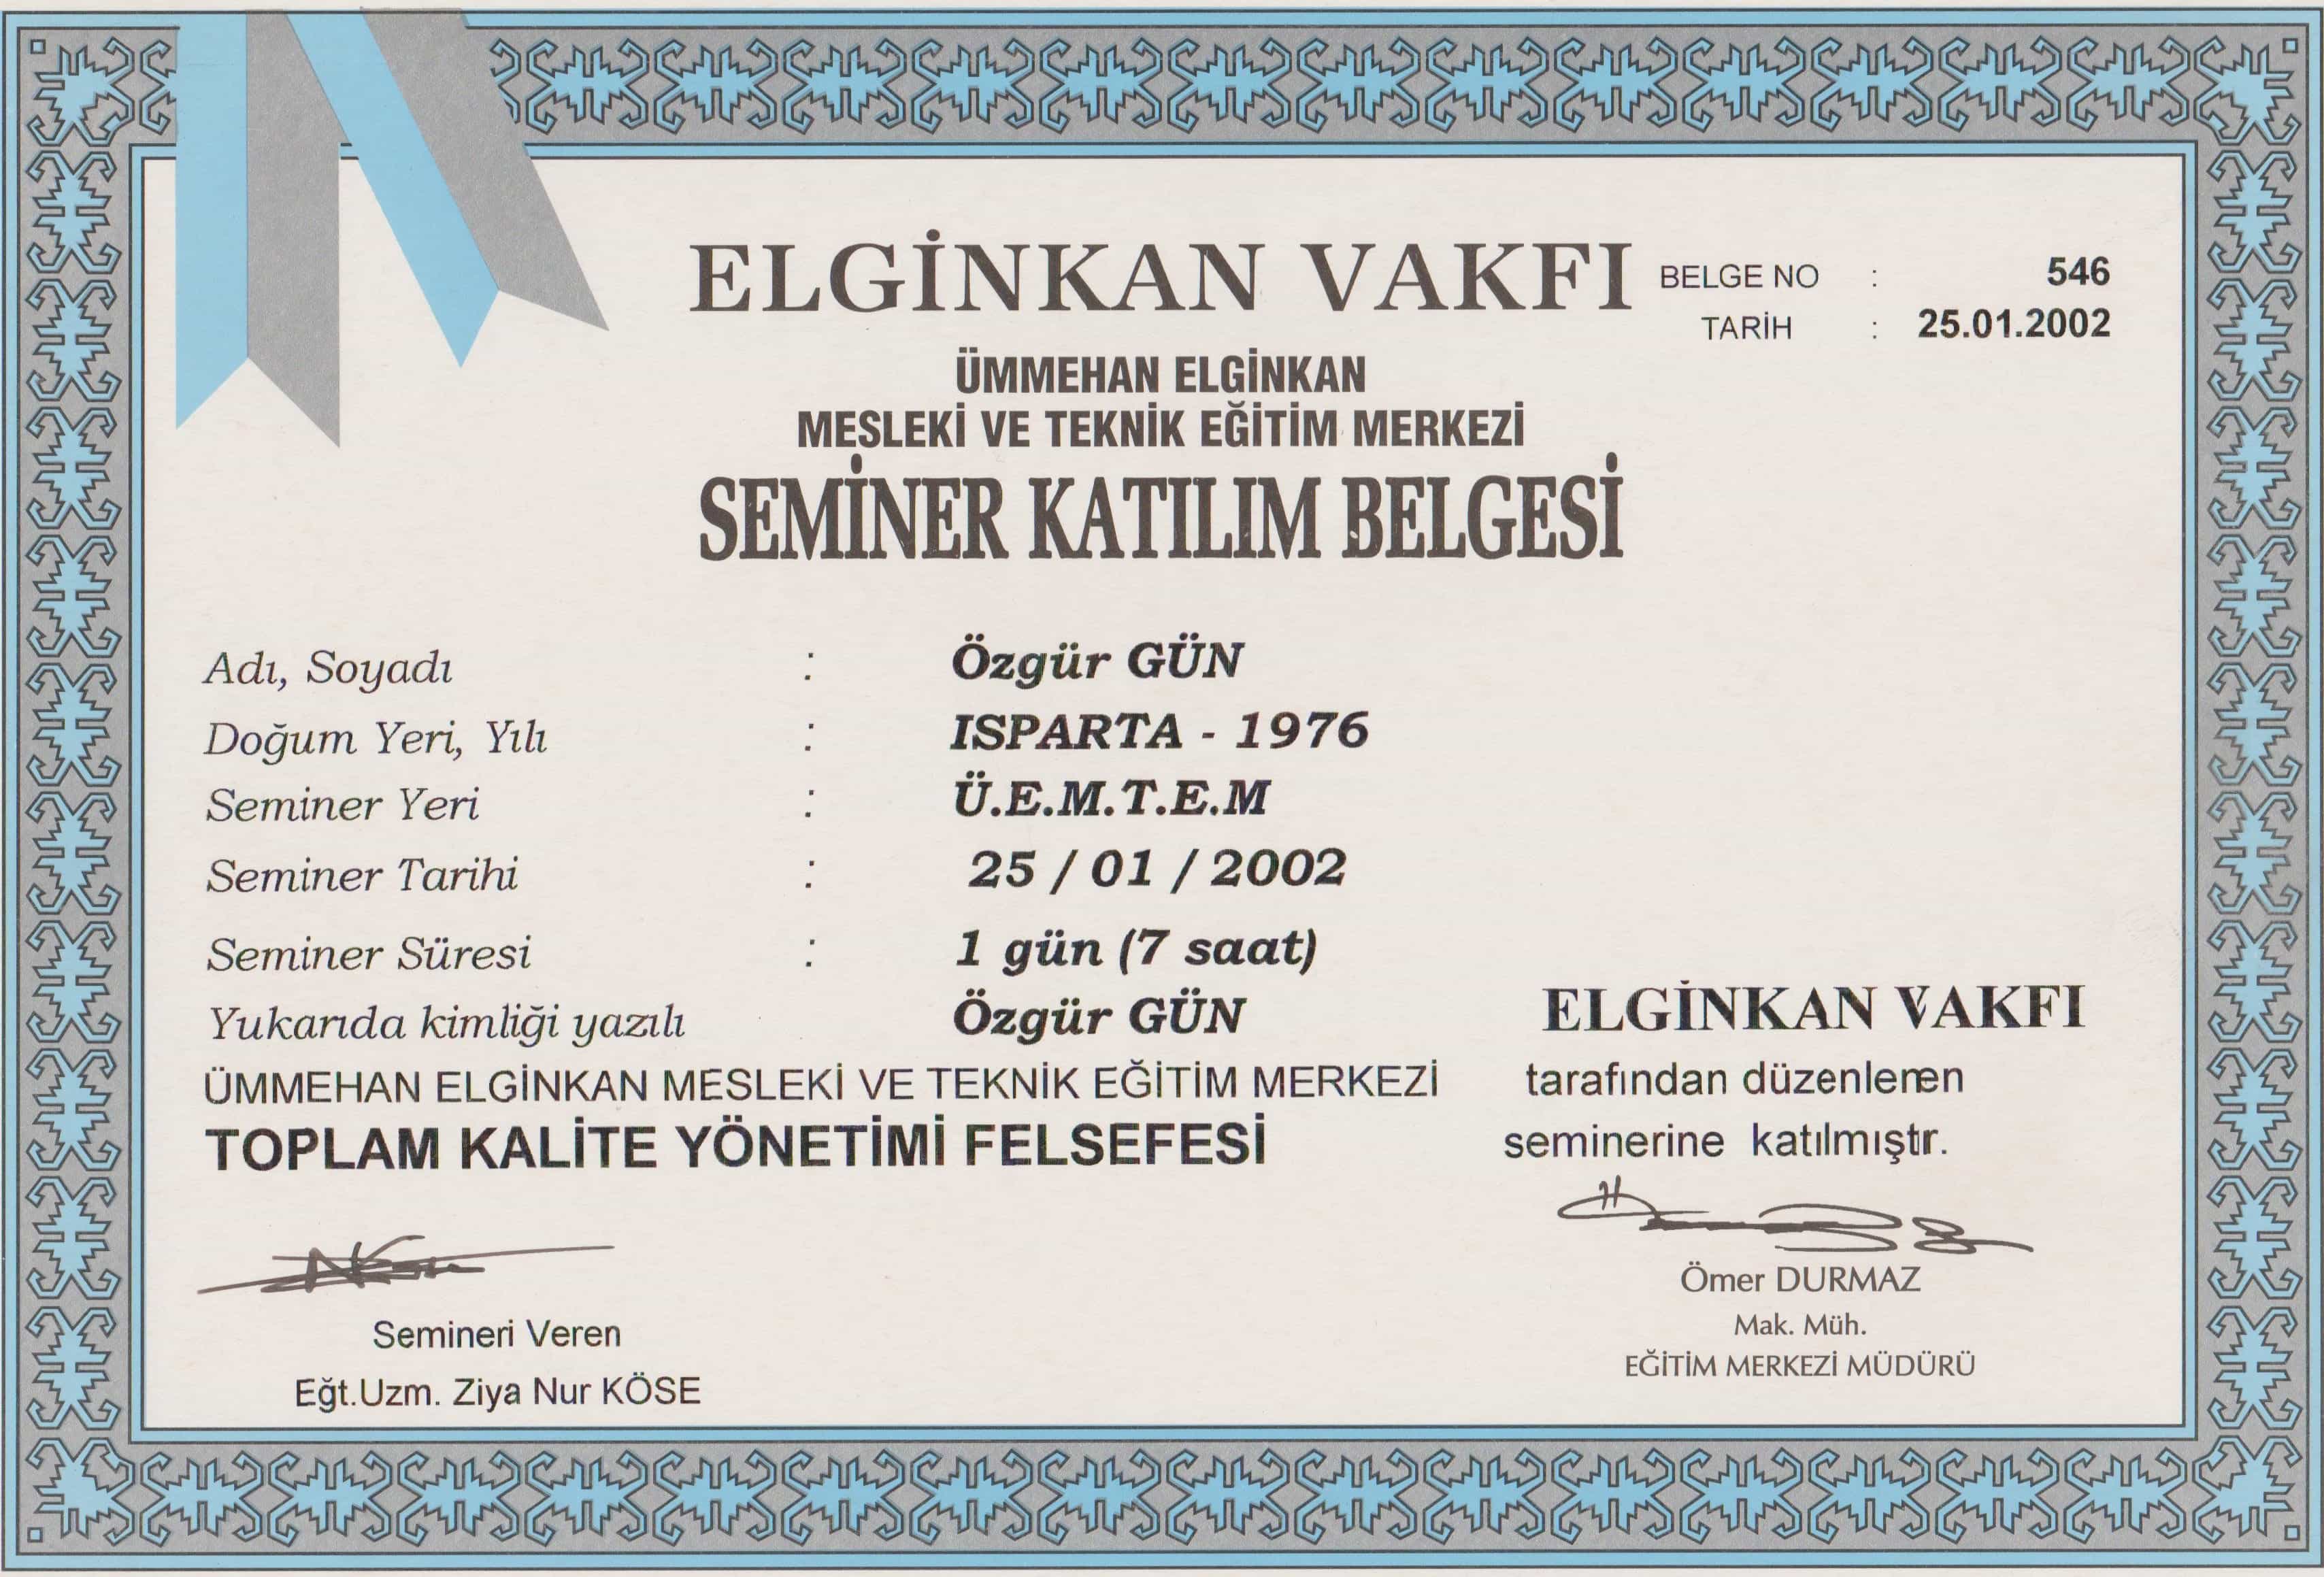 ELGİNKAN VAKFI
BELGE NO : 546
TARİH : 25.01.2002
ÜMMEHAN ELGİNKAN
MESLEKİ VE TEKNİK EĞİTİM MERKEZİ
SEMİNER KATILIM BELGESİ
Adı, Soyadı : Özgür GÜN
Doğum Yeri, Yılı : ISPARTA - 1976
Seminer Yeri : Ü.E.M.T.E.M
Seminer Tarihi : 25 / 01 / 2002
Seminer Süresi : 1 gün (7 saat)
Yukarıda kimliği yazılı Özgür GÜN ELGİNKAN VAKFI
ÜMMEHAN ELGİNKAN MESLEKİ VE TEKNİK EĞİTİM MERKEZİ tarafından düzenlenen
TOPLAM KALİTE YÖNETİMİ FELSEFESİ seminerine katılmıştır.
Semineri Veren
Eğt.Uzm. Ziya Nur KÖSE
Ömer DURMAZ
Mak. Müh.
EĞİTİM MERKEZİ MÜDÜRÜ